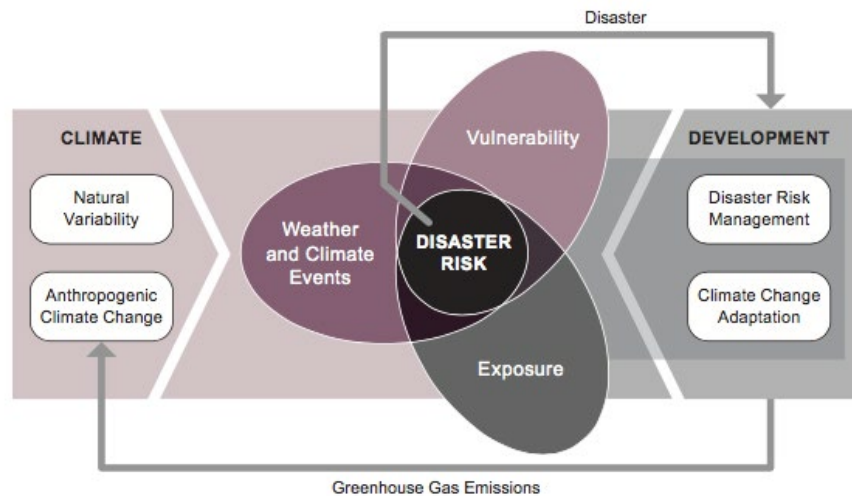 Disaster
CLIMATE
Natural
Variability
Anthropogenic
Climate Change
Vulnerability
Weather
and Climate
Events
DISASTER
RISK
Exposure
DEVELOPMENT
Disaster Risk
Management
Climate Change
Adaptation
Greenhouse Gas Emissions